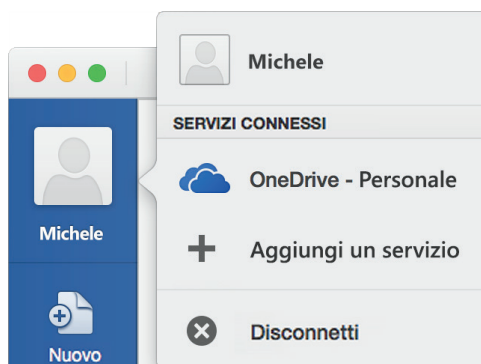 Michele
SERVIZI CONNESSI
OneDrive - Personale
Aggiungi un servizio
Disconnetti
Michele
Nuovo